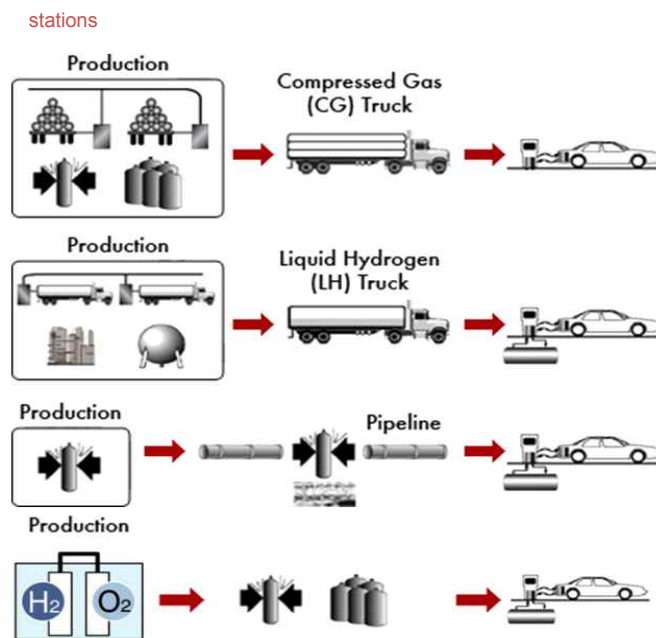 stations
Production
Compressed Gas
(CG) Truck
Production
Liquid Hydrogen
(LH) Truck
Production
Pipeline
Production
H2
O2